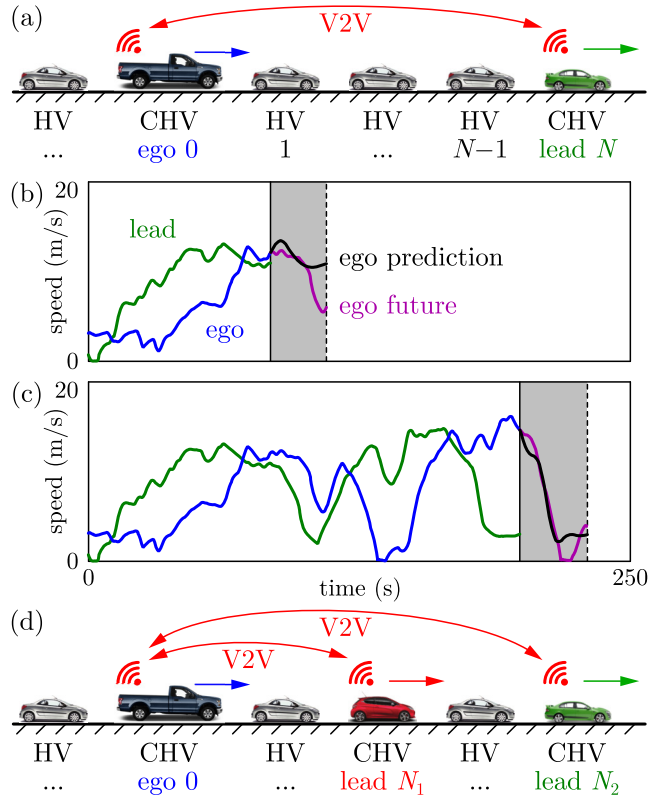 (a)
V2V
HV CHV HV HV HV CHV
... ego 0 1 ... N−1 lead N
(b)
20
lead
ego prediction
ego future
ego
speed (m/s)
0
(c)
20
speed (m/s)
0
0 time (s) 250
(d)
V2V
V2V
HV CHV HV CHV HV CHV
... ego 0 ... lead N₁ ... lead N₂